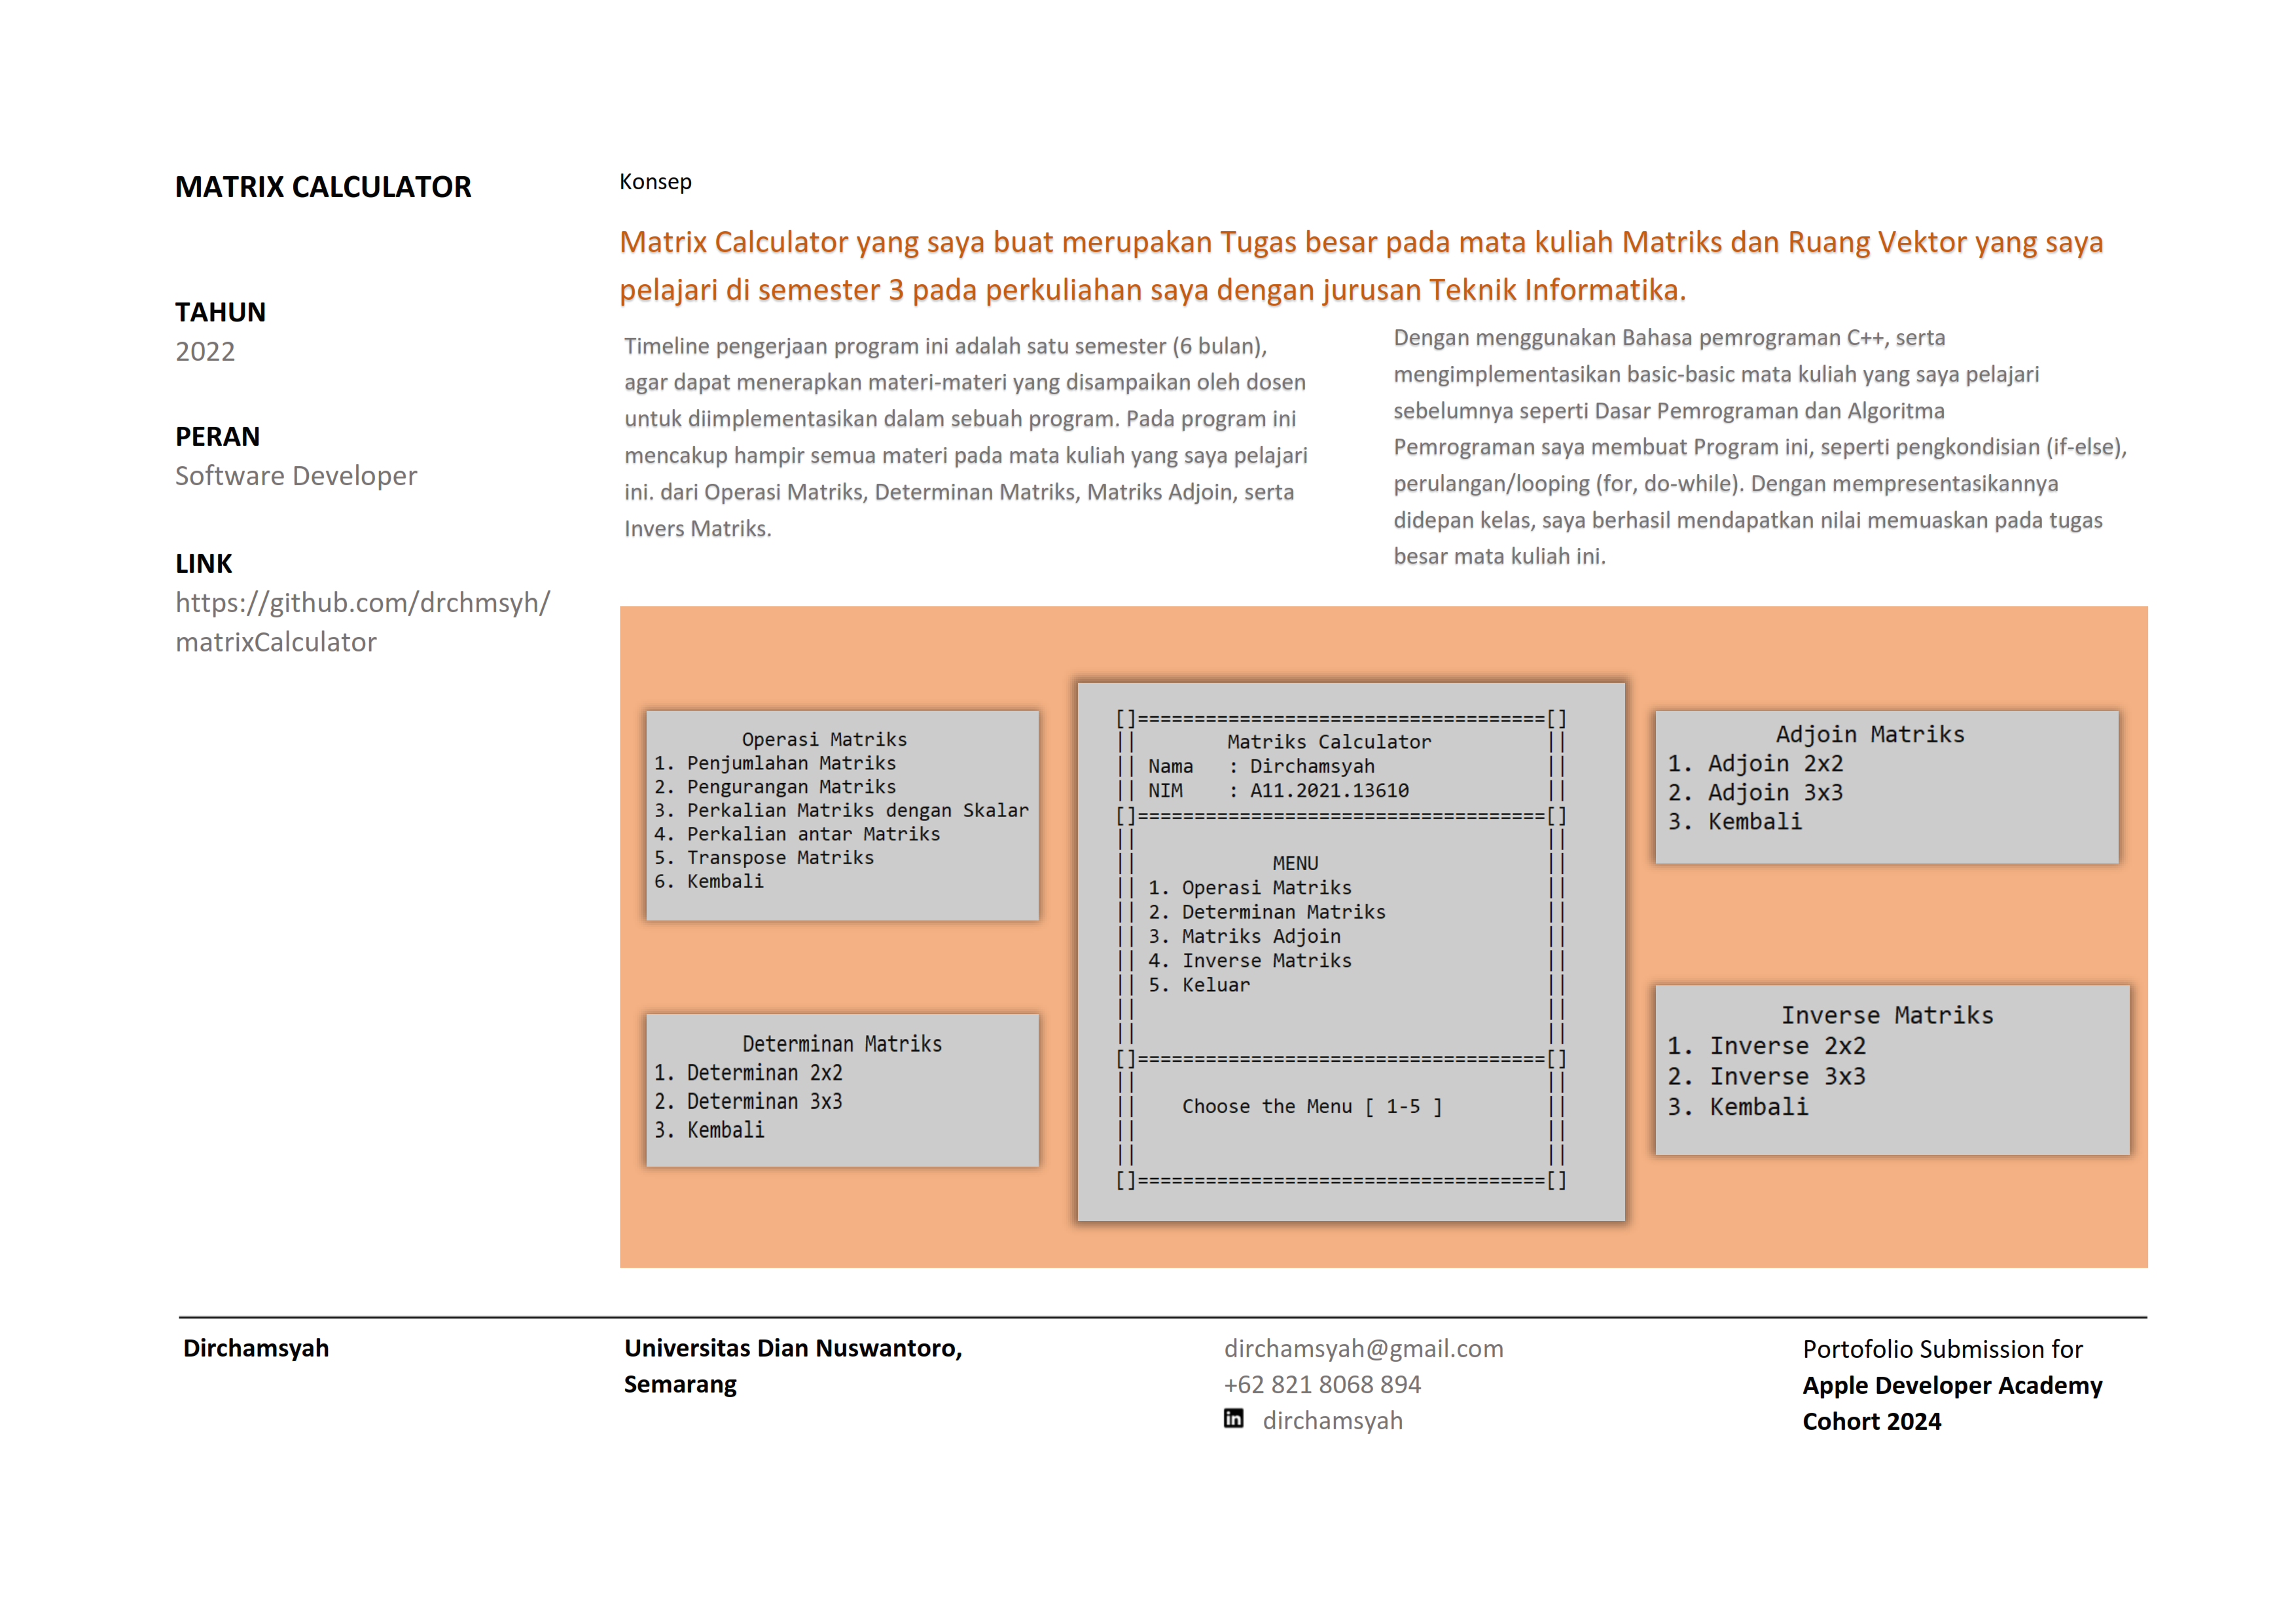 MATRIX CALCULATOR
TAHUN
2022
PERAN
Software Developer
LINK
https://github.com/drchmsyh/
matrixCalculator
Konsep
Matrix Calculator yang saya buat merupakan Tugas besar pada mata kuliah Matriks dan Ruang Vektor yang saya
pelajari di semester 3 pada perkuliahan saya dengan jurusan Teknik Informatika.
Timeline pengerjaan program ini adalah satu semester (6 bulan),
agar dapat menerapkan materi-materi yang disampaikan oleh dosen
untuk diimplementasikan dalam sebuah program. Pada program ini
mencakup hampir semua materi pada mata kuliah yang saya pelajari
ini. dari Operasi Matriks, Determinan Matriks, Matriks Adjoin, serta
Invers Matriks.
Dengan menggunakan Bahasa pemrograman C++, serta
mengimplementasikan basic-basic mata kuliah yang saya pelajari
sebelumnya seperti Dasar Pemrograman dan Algoritma
Pemrograman saya membuat Program ini, seperti pengkondisian (if-else),
perulangan/looping (for, do-while). Dengan mempresentasikannya
didepan kelas, saya berhasil mendapatkan nilai memuaskan pada tugas
besar mata kuliah ini.
Operasi Matriks
1. Penjumlahan Matriks
2. Pengurangan Matriks
3. Perkalian Matriks dengan Skalar
4. Perkalian antar Matriks
5. Transpose Matriks
6. Kembali
Determinan Matriks
1. Determinan 2x2
2. Determinan 3x3
3. Kembali
[]====================================[]
|| Matriks Calculator ||
|| Nama : Dirchamsyah ||
|| NIM : A11.2021.13610 ||
[]====================================[]
|| ||
|| MENU ||
|| 1. Operasi Matriks ||
|| 2. Determinan Matriks ||
|| 3. Matriks Adjoin ||
|| 4. Inverse Matriks ||
|| 5. Keluar ||
|| ||
|| ||
[]====================================[]
|| ||
|| Choose the Menu [ 1-5 ] ||
|| ||
|| ||
[]====================================[]
Adjoin Matriks
1. Adjoin 2x2
2. Adjoin 3x3
3. Kembali
Inverse Matriks
1. Inverse 2x2
2. Inverse 3x3
3. Kembali
Dirchamsyah
Universitas Dian Nuswantoro,
Semarang
dirchamsyah@gmail.com
+62 821 8068 894
in dirchamsyah
Portofolio Submission for
Apple Developer Academy
Cohort 2024